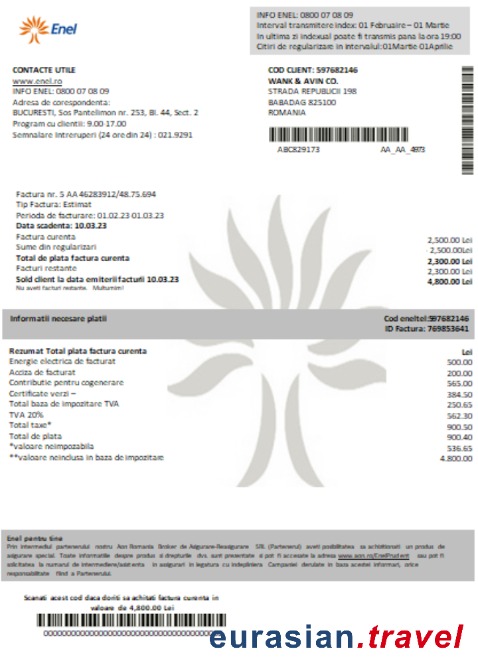 Enel
INFO ENEL: 0800 07 08 09
Interval transmitere index: 01 Februaire – 01 Martie
In ultima zi indexual poate fi transmis pana la ora 19:00
Citiri de regularizare in intervalul:01Martie 01Aprilie
CONTACTE UTILE
www.enel.ro
INFO ENEL: 0800 07 08 09
Adresa de corespondenta:
BUCURESTI, Sos Pantelimon nr. 253, Bl. 44, Sect. 2
Program cu clientii: 9.00-17.00
Semnalare Intreruperi (24 ore din 24) : 021.9291
COD CLIENT: 597682146
WANK & AVIN CO.
STRADA REPUBLICII 198
BABADAG 825100
ROMANIA
ABC829173 AA_AA_4973
Factura nr. 5 AA 46283912/48.75.694
Tip Factura: Estimat
Perioda de facturare: 01.02.23 01.03.23
Data scadenta: 10.03.23
Factura curenta 2,500.00 Lei
Sume din regularizari -2,500.00Lei
Total de plata factura curenta 2,300.00 Lei
Facturi restante 2,300.00 Lei
Sold client la data emiterii facturii 10.03.23 4,800.00 Lei
Nu aveti facturi restante. Multumim!
Informatii necesare platii Cod eneltel:597682146
ID Factura: 769853641
Rezumat Total plata factura curenta Lei
Energie electrica de facturat 500.00
Acciza de facturat 200.00
Contributie pentru cogenerare 565.00
Certificate verzi – 384.50
Total baza de impozitare TVA 250.65
TVA 20% 562.30
Total taxe* 900.50
Total de plata 900.40
*valoare neimpozabila 536.65
**valoare neinclusa in baza de impozitare 4.800.00
Enel pentru tine
Prin intermediul partenerului nostru Aon Romania Broker de Asigurare-Reasigurare SRL (Partenerul) aveti posibilitatea sa achizitionati un produs de
asigurare special. Toate informatiile despre produs si drepturile dvs. sunt prezentate si pot fi accesate la adresa www.aon.ro/EnelPrudent sau pot fi
solicitate la numarul de intermediere/asistenta in asigurari in legatura cu indeplinirea Campaniei derulate in baza acestei informari, orice
responsabilitate fiind a Partenerului.
Scanati acest cod daca doriti sa achitati factura curenta in
valoare de 4,800.00 Lei
eurasian.travel